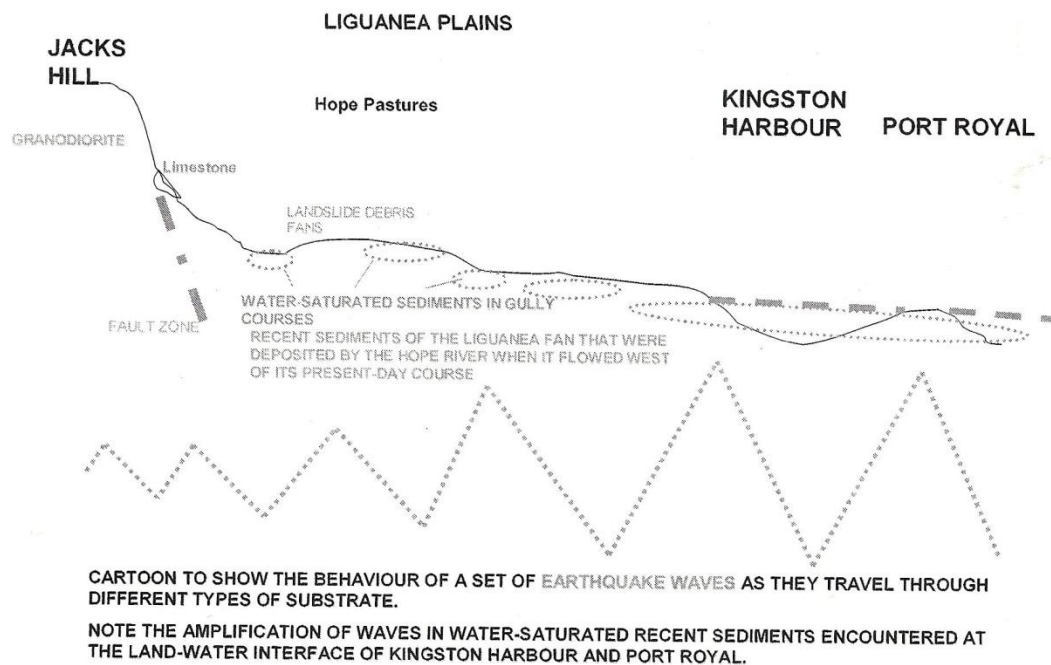 LIGUANEA PLAINS
JACKS
HILL
Hope Pastures
KINGSTON
HARBOUR
PORT ROYAL
GRANODIORITE
Limestone
LANDSLIDE DEBRIS
FANS
WATER-SATURATED SEDIMENTS IN GULLY
COURSES
FAULT ZONE
RECENT SEDIMENTS OF THE LIGUANEA FAN THAT WERE
DEPOSITED BY THE HOPE RIVER WHEN IT FLOWED WEST
OF ITS PRESENT-DAY COURSE
CARTOON TO SHOW THE BEHAVIOUR OF A SET OF EARTHQUAKE WAVES AS THEY TRAVEL THROUGH
DIFFERENT TYPES OF SUBSTRATE.
NOTE THE AMPLIFICATION OF WAVES IN WATER-SATURATED RECENT SEDIMENTS ENCOUNTERED AT
THE LAND-WATER INTERFACE OF KINGSTON HARBOUR AND PORT ROYAL.